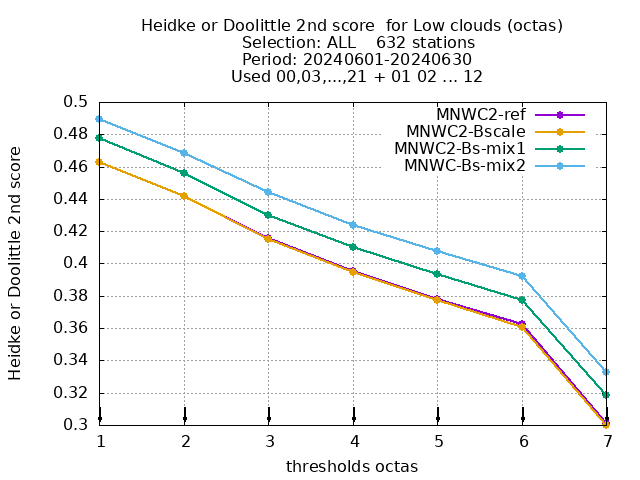 Heidke or Doolittle 2nd score  for Low clouds (octas)
Selection: ALL    632 stations
Period: 20240601-20240630
Used 00,03,...,21 + 01 02 ... 12
Heidke or Doolittle 2nd score
0.5
0.48
0.46
0.44
0.42
0.4
0.38
0.36
0.34
0.32
0.3
MNWC2-ref
MNWC2-Bscale
MNWC2-Bs-mix1
MNWC-Bs-mix2
1 2 3 4 5 6 7
thresholds octas